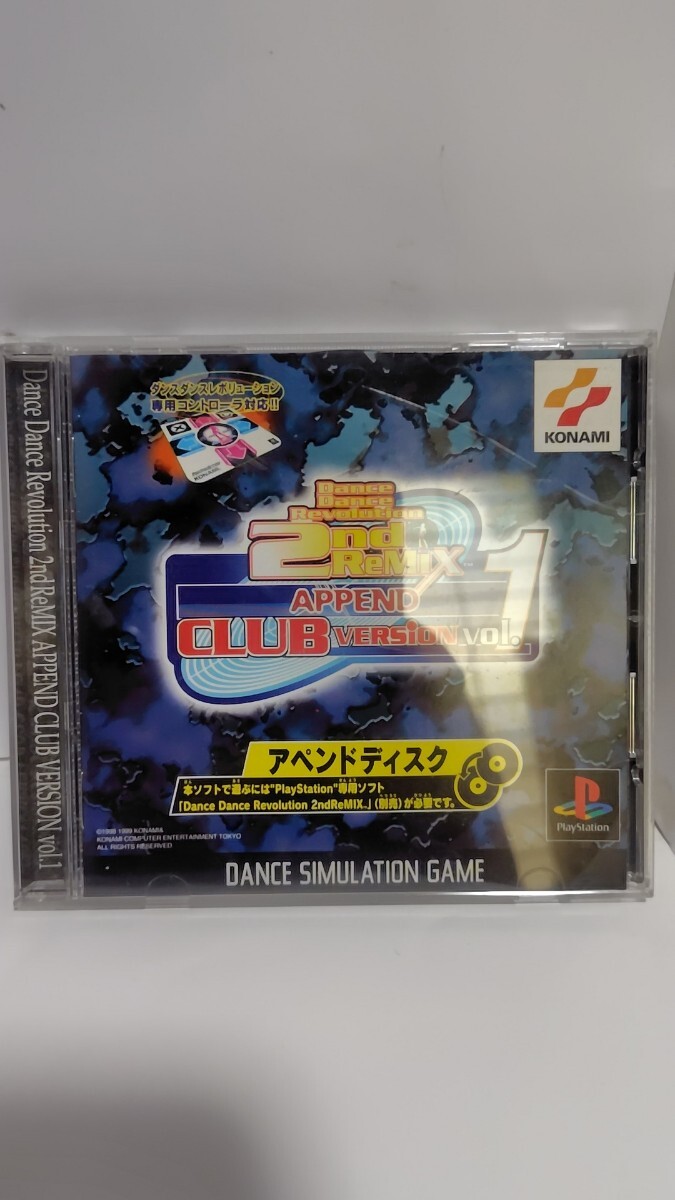 Dance Dance Revolution 2ndReMIX APPEND CLUB VERSION vol.1
ダンスダンスレボリューション
専用コントローラ対応!!
KONAMI
Dance
Dance
Revolution
2nd
ReMIX
APPEND
CLUB VERSiON vol.1
アペンドディスク
本ソフトで遊ぶには"PlayStation"専用ソフト
「Dance Dance Revolution 2ndReMIX」(別売)が必要です。
©1998 1999 KONAMI&
KONAMI COMPUTER ENTERTAINMENT TOKYO
ALL RIGHTS RESERVED
PlayStation
DANCE SIMULATION GAME